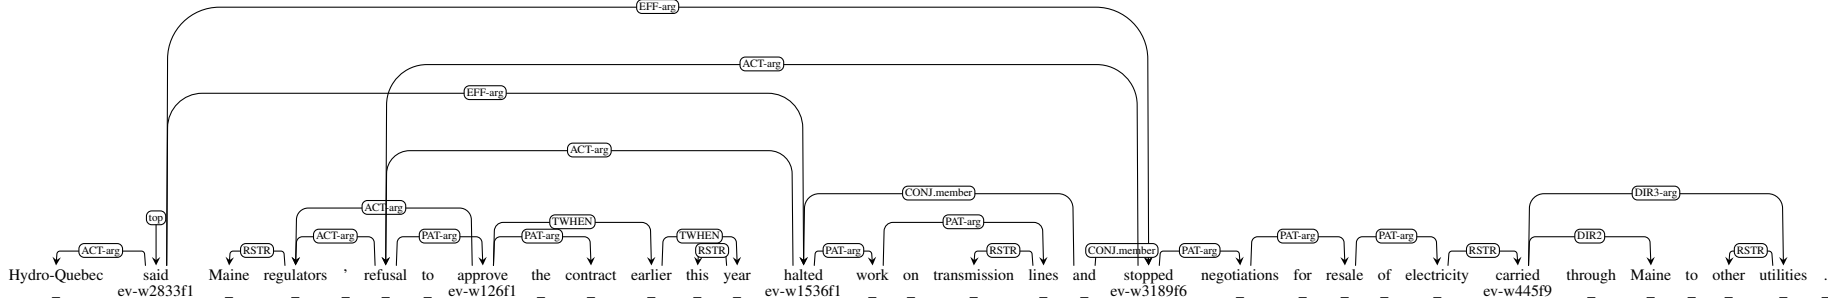 EFF-arg
ACT-arg
EFF-arg
ACT-arg
CONJ.member DIR3-arg
top ACT-arg TWHEN PAT-arg
ACT-arg RSTR ACT-arg PAT-arg PAT-arg TWHEN RSTR PAT-arg RSTR CONJ.member PAT-arg PAT-arg PAT-arg RSTR DIR2 RSTR
Hydro-Quebec said Maine regulators ' refusal to approve the contract earlier this year halted work on transmission lines and stopped negotiations for resale of electricity carried through Maine to other utilities .
_ ev-w2833f1 _ _ _ _ _ ev-w126f1 _ _ _ _ _ ev-w1536f1 _ _ _ _ _ ev-w3189f6 _ _ _ _ _ ev-w445f9 _ _ _ _ _ _